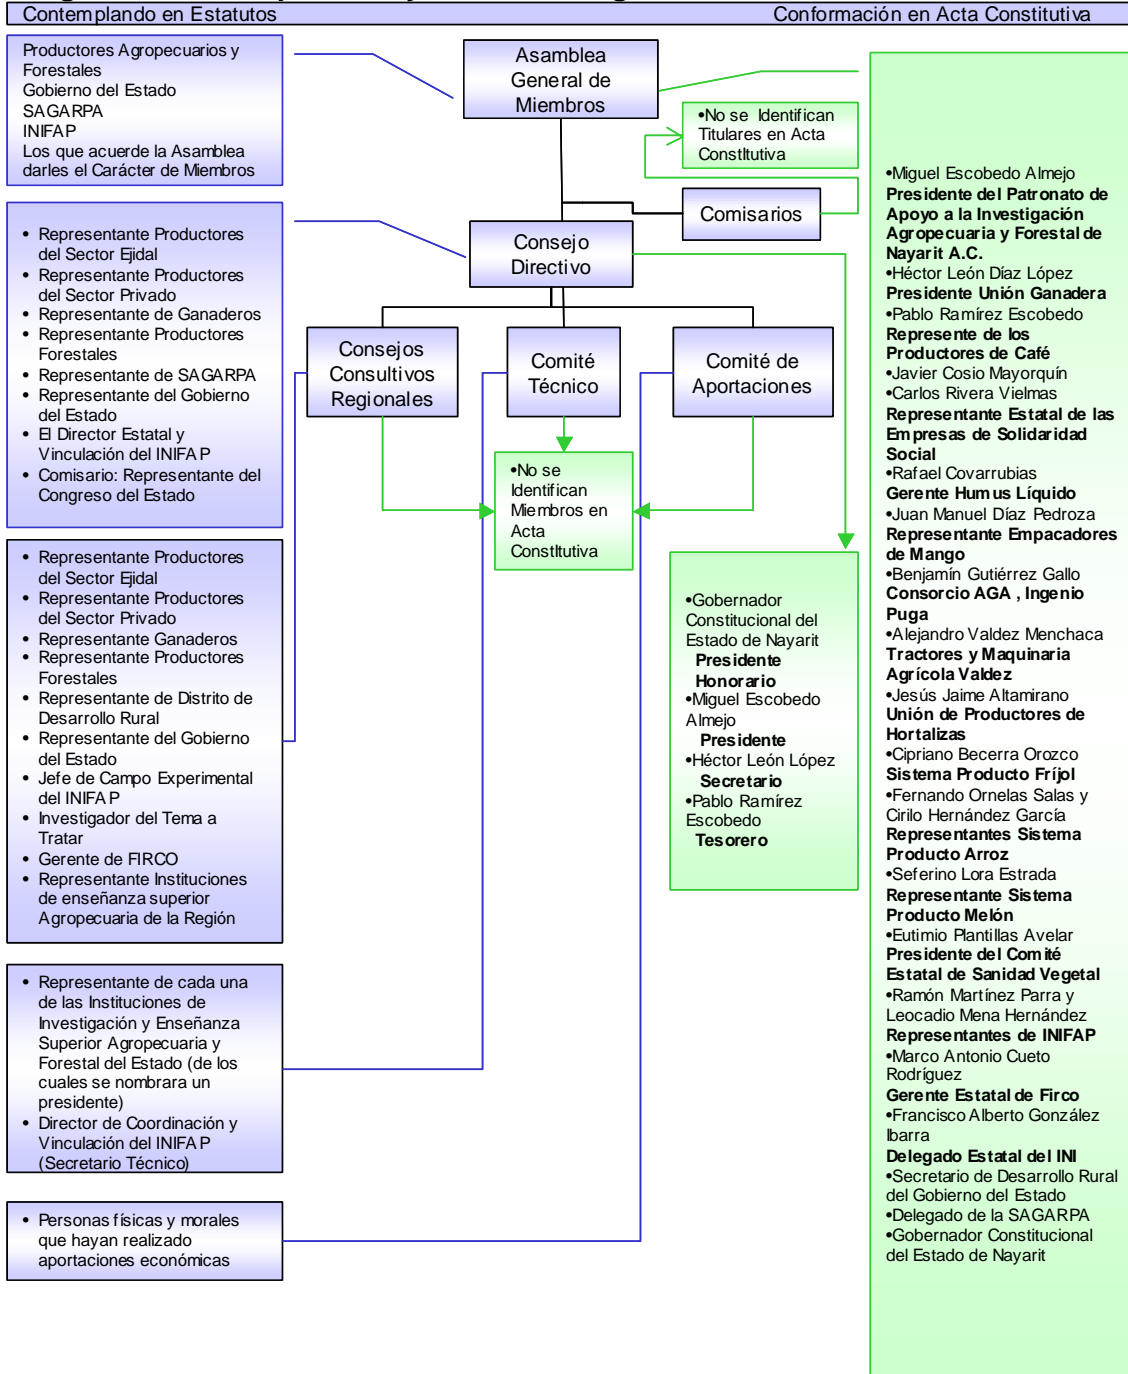 Contemplando en Estatutos
Conformación en Acta Constitutiva
Productores Agropecuarios y
Forestales
Gobierno del Estado
SAGARPA
INIFAP
Los que acuerde la Asamblea
darles el Carácter de Miembros
Asamblea
General de
Miembros
•No se Identifican
Titulares en Acta
Constitutiva
Comisarios
• Representante Productores
del Sector Ejidal
• Representante Productores
del Sector Privado
• Representante de Ganaderos
• Representante Productores
Forestales
• Representante de SAGARPA
• Representante del Gobierno
del Estado
• El Director Estatal y
Vinculación del INIFAP
• Comisario: Representante del
Congreso del Estado
Consejo
Directivo
Consejos
Consultivos
Regionales
Comité
Técnico
Comité de
Aportaciones
•No se
Identifican
Miembros en
Acta
Constitutiva
• Representante Productores
del Sector Ejidal
• Representante Productores
del Sector Privado
• Representante Ganaderos
• Representante Productores
Forestales
• Representante de Distrito de
Desarrollo Rural
• Representante del Gobierno
del Estado
• Jefe de Campo Experimental
del INIFAP
• Investigador del Tema a
Tratar
• Gerente de FIRCO
• Representante Instituciones
de enseñanza superior
Agropecuaria de la Región
•Gobernador
Constitucional del
Estado de Nayarit
Presidente
Honorario
•Miguel Escobedo
Almejo
Presidente
•Héctor León López
Secretario
•Pablo Ramírez
Escobedo
Tesorero
• Representante de cada una
de las Instituciones de
Investigación y Enseñanza
Superior Agropecuaria y
Forestal del Estado (de los
cuales se nombrara un
presidente)
• Director de Coordinación y
Vinculación del INIFAP
(Secretario Técnico)
• Personas físicas y morales
que hayan realizado
aportaciones económicas
•Miguel Escobedo Almejo
Presidente del Patronato de
Apoyo a la Investigación
Agropecuaria y Forestal de
Nayarit A.C.
•Héctor León Díaz López
Presidente Unión Ganadera
•Pablo Ramírez Escobedo
Represente de los
Productores de Café
•Javier Cosio Mayorquín
•Carlos Rivera Vielmas
Representante Estatal de las
Empresas de Solidaridad
Social
•Rafael Covarrubias
Gerente Humus Líquido
•Juan Manuel Díaz Pedroza
Representante Empacadores
de Mango
•Benjamín Gutiérrez Gallo
Consorcio AGA , Ingenio
Puga
•Alejandro Valdez Menchaca
Tractores y Maquinaria
Agrícola Valdez
•Jesús Jaime Altamirano
Unión de Productores de
Hortalizas
•Cipriano Becerra Orozco
Sistema Producto Fríjol
•Fernando Ornelas Salas y
Cirilo Hernández García
Representantes Sistema
Producto Arroz
•Seferino Lora Estrada
Representante Sistema
Producto Melón
•Eutimio Plantillas Avelar
Presidente del Comité
Estatal de Sanidad Vegetal
•Ramón Martínez Parra y
Leocadio Mena Hernández
Representantes de INIFAP
•Marco Antonio Cueto
Rodríguez
Gerente Estatal de Firco
•Francisco Alberto González
Ibarra
Delegado Estatal del INI
•Secretario de Desarrollo Rural
del Gobierno del Estado
•Delegado de la SAGARPA
•Gobernador Constitucional
del Estado de Nayarit